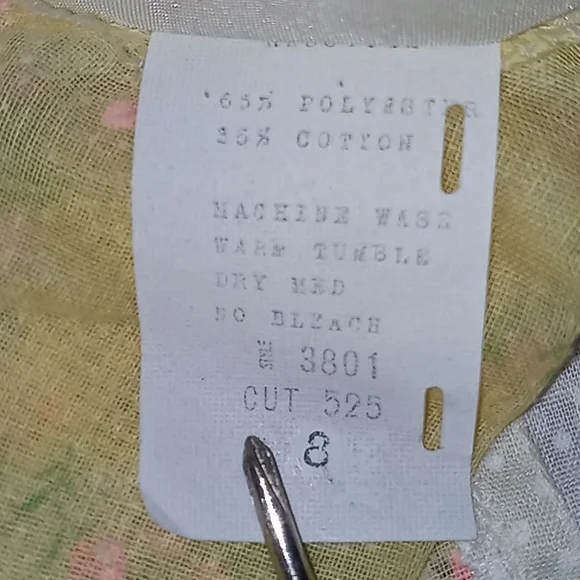 65% POLYESTER
35% COTTON
MACHINE WASH
WARM TUMBLE
DRY MED
NO BLEACH
3801
CUT 525
8